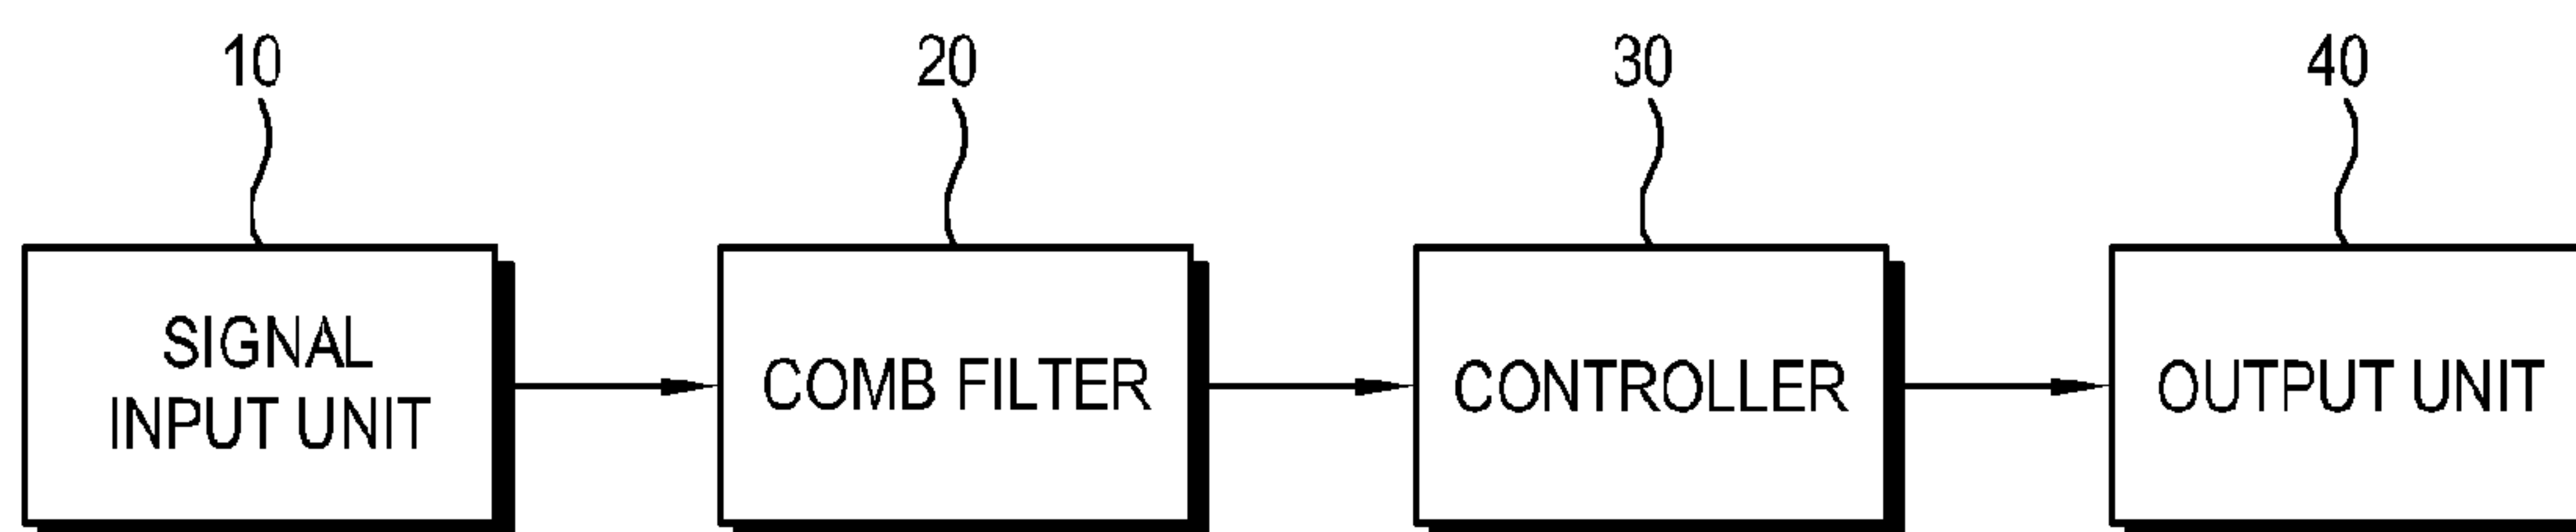 10 20 30 40
SIGNAL
INPUT UNIT
COMB FILTER
CONTROLLER
OUTPUT UNIT